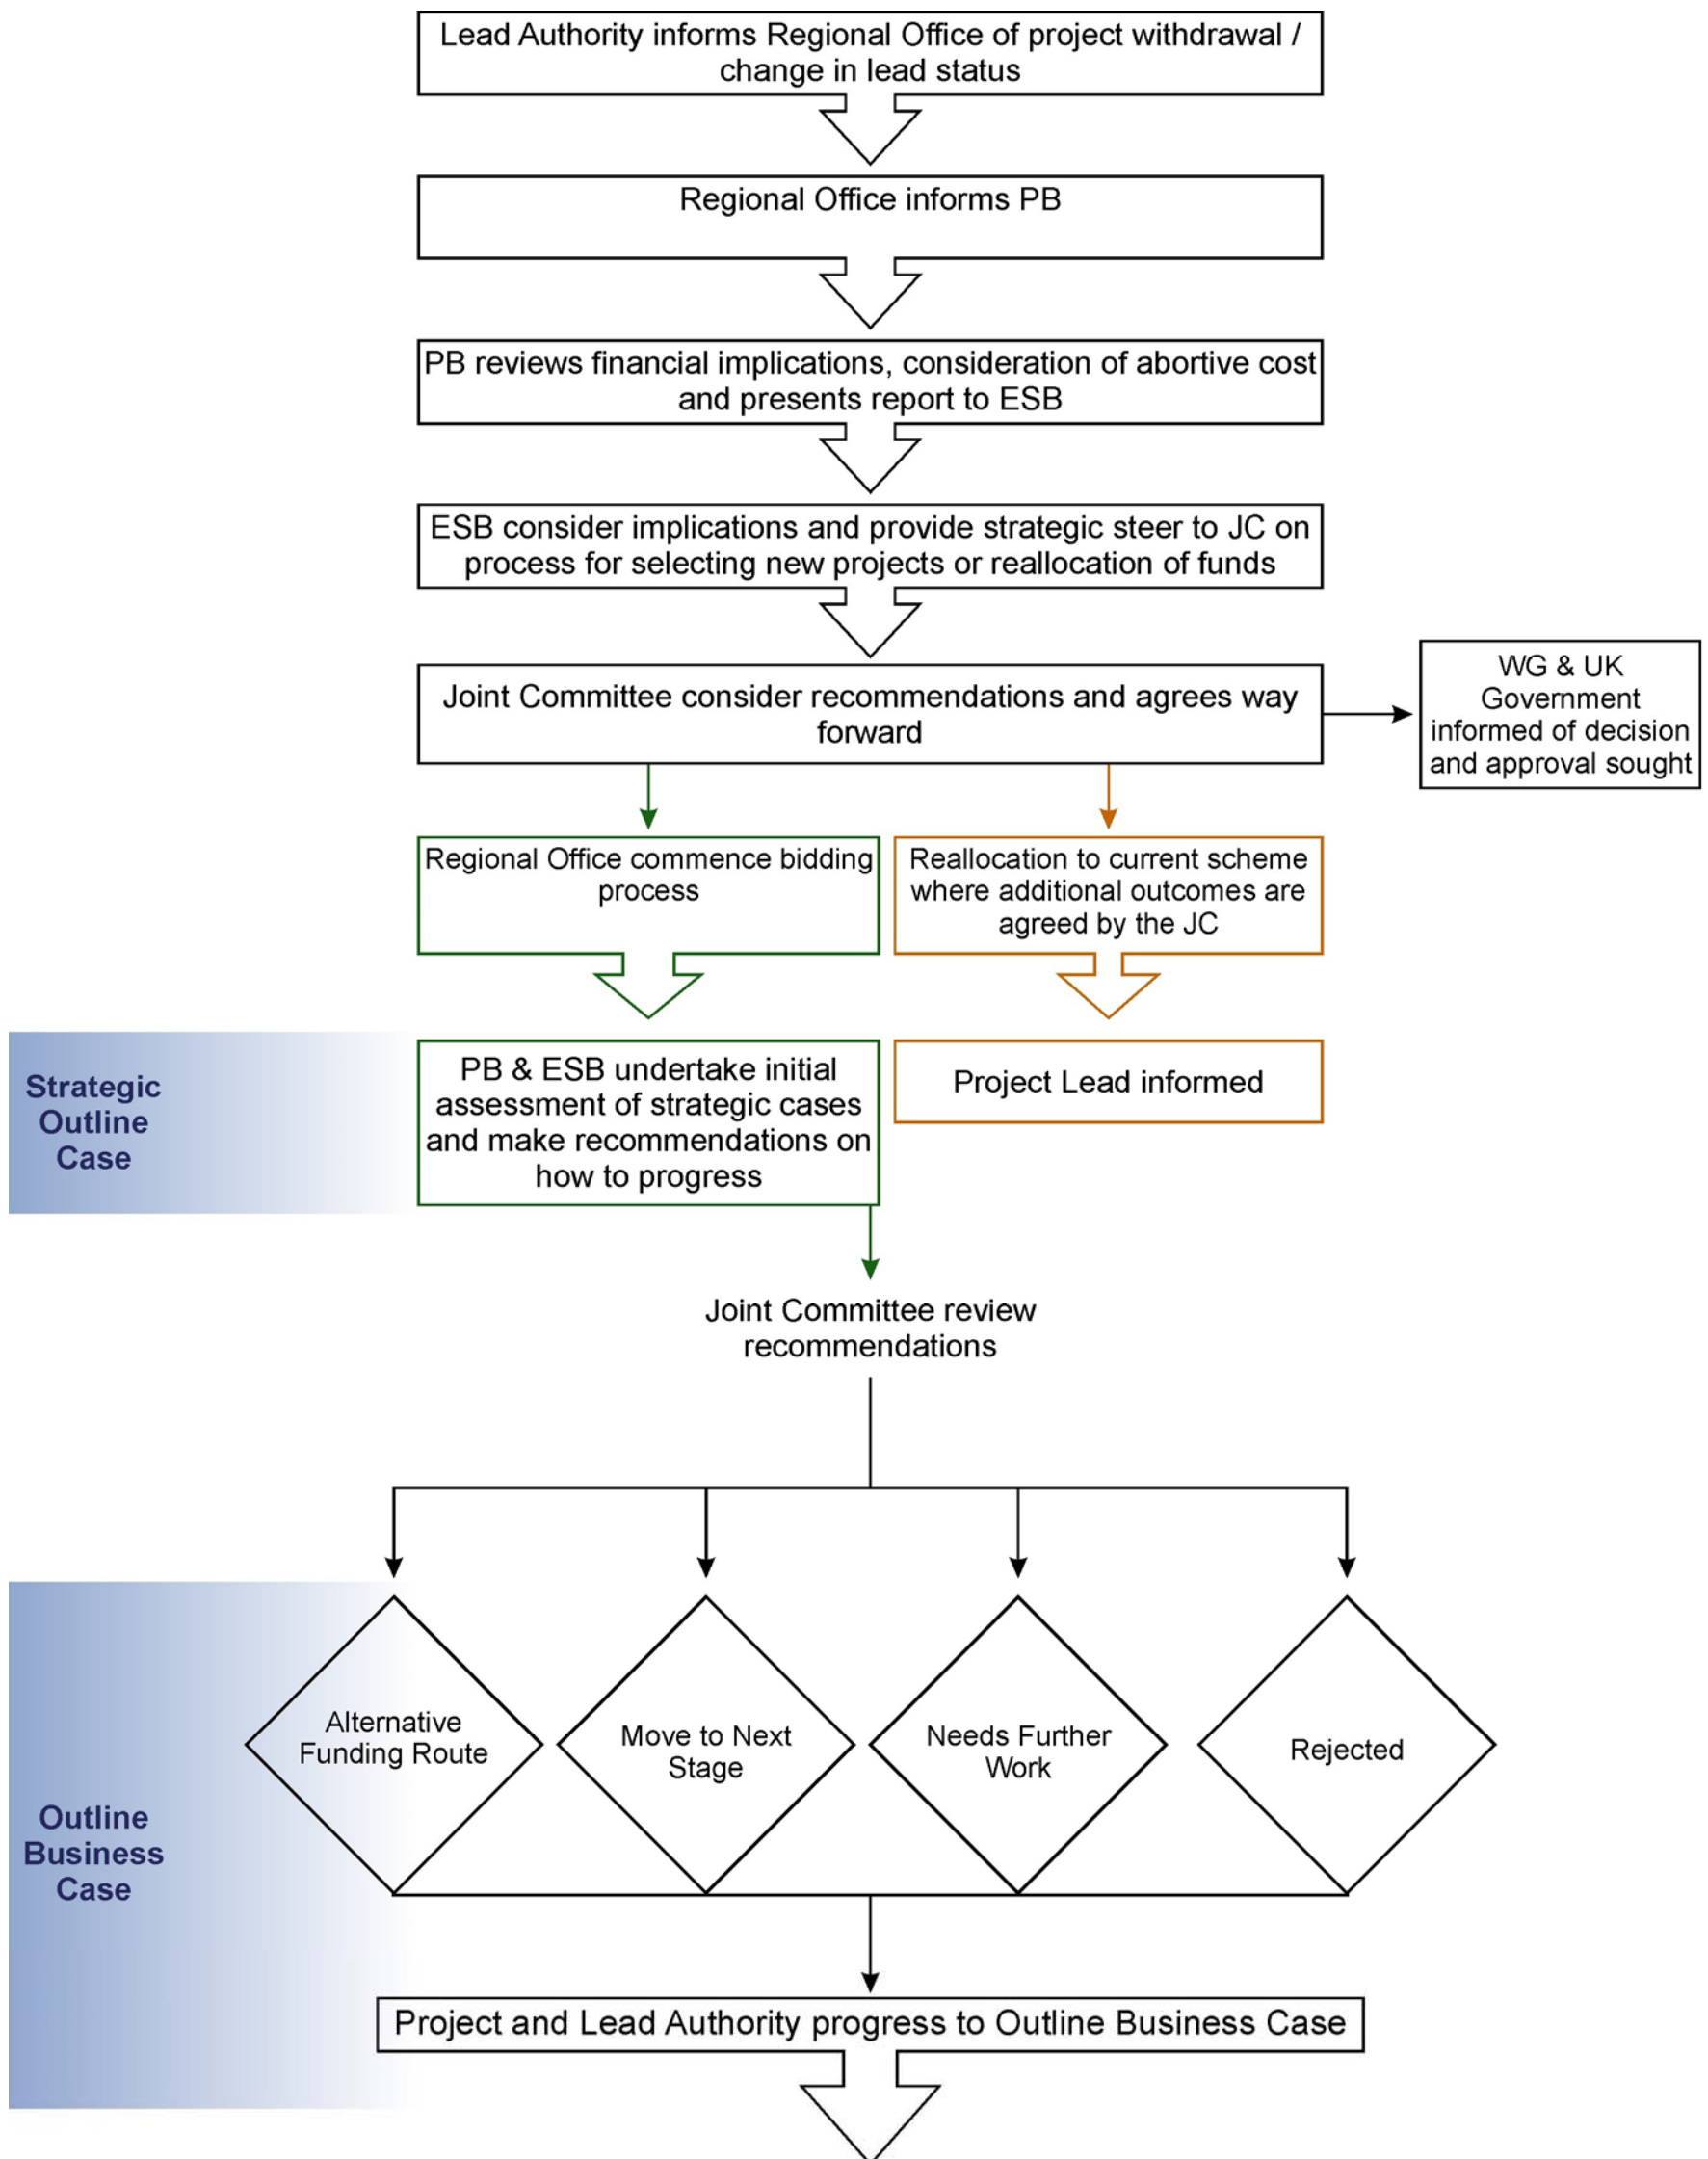 Lead Authority informs Regional Office of project withdrawal /
change in lead status
Regional Office informs PB
PB reviews financial implications, consideration of abortive cost
and presents report to ESB
ESB consider implications and provide strategic steer to JC on
process for selecting new projects or reallocation of funds
Joint Committee consider recommendations and agrees way
forward
WG & UK
Government
informed of decision
and approval sought
Regional Office commence bidding
process
Reallocation to current scheme
where additional outcomes are
agreed by the JC
Strategic
Outline
Case
PB & ESB undertake initial
assessment of strategic cases
and make recommendations on
how to progress
Project Lead informed
Joint Committee review
recommendations
Alternative
Funding Route
Move to Next
Stage
Needs Further
Work
Rejected
Outline
Business
Case
Project and Lead Authority progress to Outline Business Case